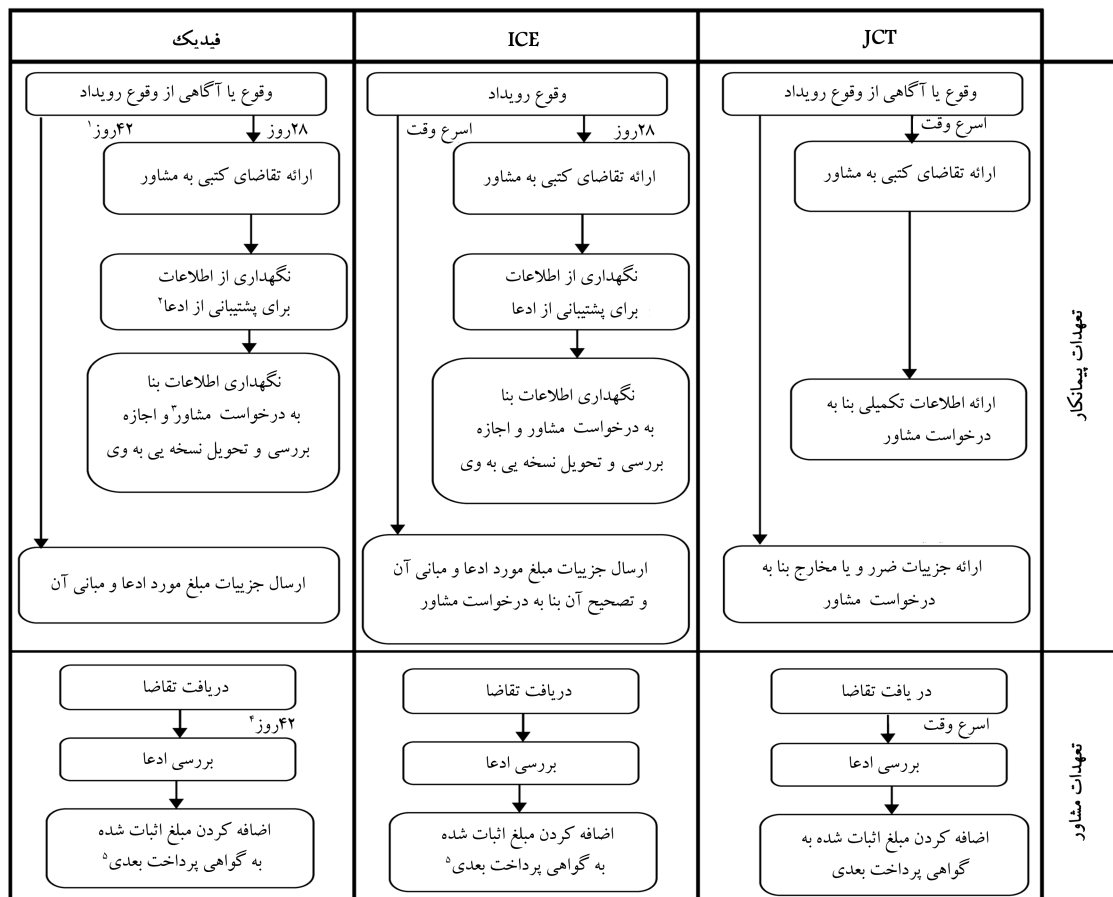 JCT
ICE
فیدیک
تعهدات پیمانکار
وقوع یا آگاهی از وقوع رویداد
اسرع وقت
ارائه تقاضای کتبی به مشاور
ارائه اطلاعات تکمیلی بنا به
درخواست مشاور
ارائه جزییات ضرر و یا مخارج بنا به
درخواست مشاور
وقوع رویداد
۲۸روز
اسرع وقت
ارائه تقاضای کتبی به مشاور
نگهداری از اطلاعات
برای پشتیبانی از ادعا
نگهداری اطلاعات بنا
به درخواست مشاور و اجازه
بررسی و تحویل نسخه یی به وی
ارسال جزییات مبلغ مورد ادعا و مبانی آن
و تصحیح آن بنا به درخواست مشاور
وقوع یا آگاهی از وقوع رویداد
۲۸روز
۴۲روز۱
ارائه تقاضای کتبی به مشاور
نگهداری از اطلاعات
برای پشتیبانی از ادعا۲
نگهداری اطلاعات بنا
به درخواست مشاور۳ و اجازه
بررسی و تحویل نسخه یی به وی
ارسال جزییات مبلغ مورد ادعا و مبانی آن
تعهدات مشاور
در یافت تقاضا
اسرع وقت
بررسی ادعا
اضافه کردن مبلغ اثبات شده به
گواهی پرداخت بعدی
دریافت تقاضا
بررسی ادعا
اضافه کردن مبلغ اثبات شده
به گواهی پرداخت بعدی۵
دریافت تقاضا
۴۲روز۴
بررسی ادعا
اضافه کردن مبلغ اثبات شده
به گواهی پرداخت بعدی۵